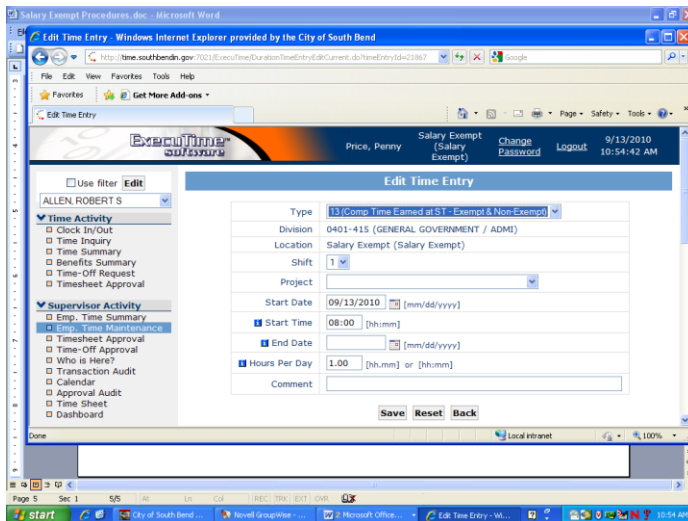 Salary Exempt Procedures.doc - Microsoft Word
Edit Time Entry - Windows Internet Explorer provided by the City of South Bend
http://time.southbendin.gov:7021/ExecuTime/DurationTimeEntryEditCurrent.do?timeEntryId=21867
Google
File Edit View Favorites Tools Help
Favorites Get More Add-ons
Edit Time Entry
Page Safety Tools
ExecuTime software
Price, Penny
Salary Exempt (Salary Exempt)
Change Password
Logout
9/13/2010 10:54:42 AM
Use filter Edit
ALLEN, ROBERT S
Time Activity
Clock In/Out
Time Inquiry
Time Summary
Benefits Summary
Time-Off Request
Timesheet Approval
Supervisor Activity
Emp. Time Summary
Emp. Time Maintenance
Timesheet Approval
Time-Off Approval
Who is Here?
Transaction Audit
Calendar
Approval Audit
Time Sheet
Dashboard
Edit Time Entry
Type 13 (Comp Time Earned at ST - Exempt & Non-Exempt)
Division 0401-415 (GENERAL GOVERNMENT / ADMI)
Location Salary Exempt (Salary Exempt)
Shift 1
Project
Start Date 09/13/2010 [mm/dd/yyyy]
Start Time 08:00 [hh:mm]
End Date [mm/dd/yyyy]
Hours Per Day 1.00 [hh.mm] or [hh:mm]
Comment
Save Reset Back
Done Local intranet 100%
Page 5 Sec 1 5/5 At Ln Col REC TRK EXT OVR
start City of South Bend ... Novell GroupWise - ... 2 Microsoft Office... Edit Time Entry - Wi... 10:54 AM